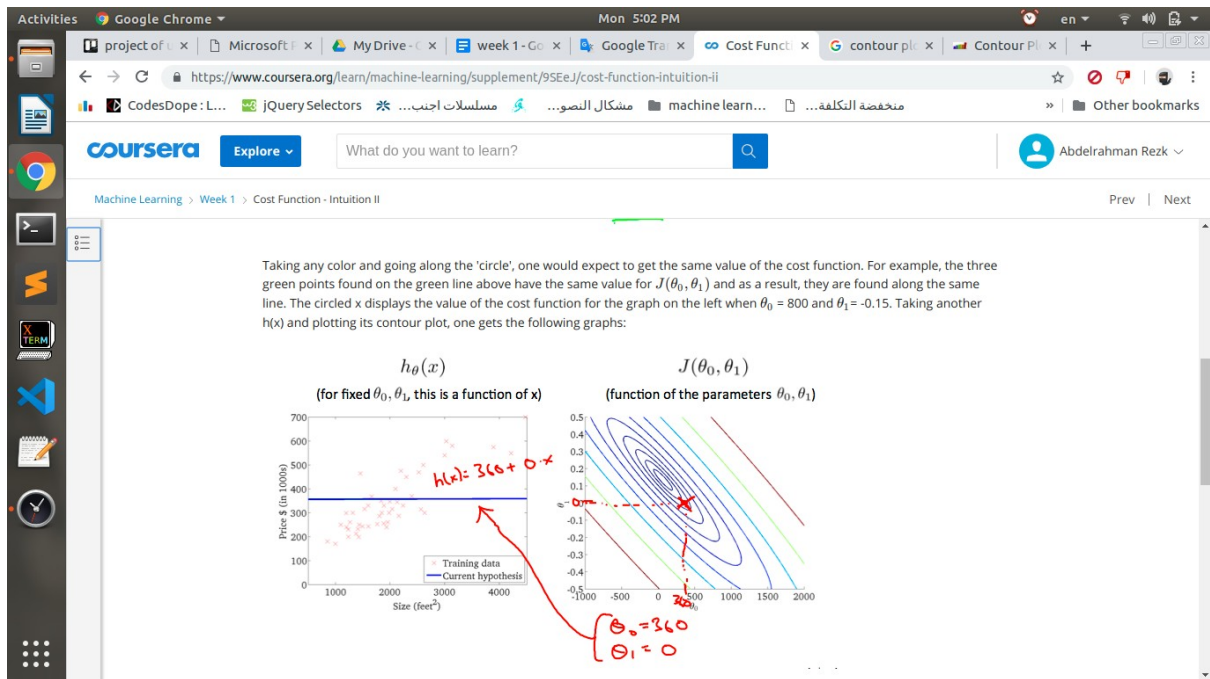 Activities Google Chrome Mon 5:02 PM en
project of u Microsoft F My Drive - G week 1 - Go Google Tra Cost Functi contour plo Contour Pl
https://www.coursera.org/learn/machine-learning/supplement/9SEeJ/cost-function-intuition-ii
CodesDope : L... jQuery Selectors مسلسلات اجنب... مشكال النصو... machine learn... منخفضة التكلفة... » Other bookmarks
coursera Explore What do you want to learn? Abdelrahman Rezk
Machine Learning > Week 1 > Cost Function - Intuition II Prev | Next
Taking any color and going along the 'circle', one would expect to get the same value of the cost function. For example, the three
green points found on the green line above have the same value for J(θ₀, θ₁) and as a result, they are found along the same
line. The circled x displays the value of the cost function for the graph on the left when θ₀ = 800 and θ₁= -0.15. Taking another
h(x) and plotting its contour plot, one gets the following graphs:
hθ(x)
(for fixed θ₀, θ₁, this is a function of x)
700
600
500
400
300
200
100
0
Price $ (in 1000s)
h(x) = 360 + 0·x
Training data
Current hypothesis
1000 2000 3000 4000
Size (feet²)
J(θ₀, θ₁)
(function of the parameters θ₀, θ₁)
0.5
0.4
0.3
0.2
0.1
0
-0.1
-0.2
-0.3
-0.4
-0.5
-1000 -500 0 500 1000 1500 2000
360
θ₀
θ₀ = 360
θ₁ = 0
X
TERM